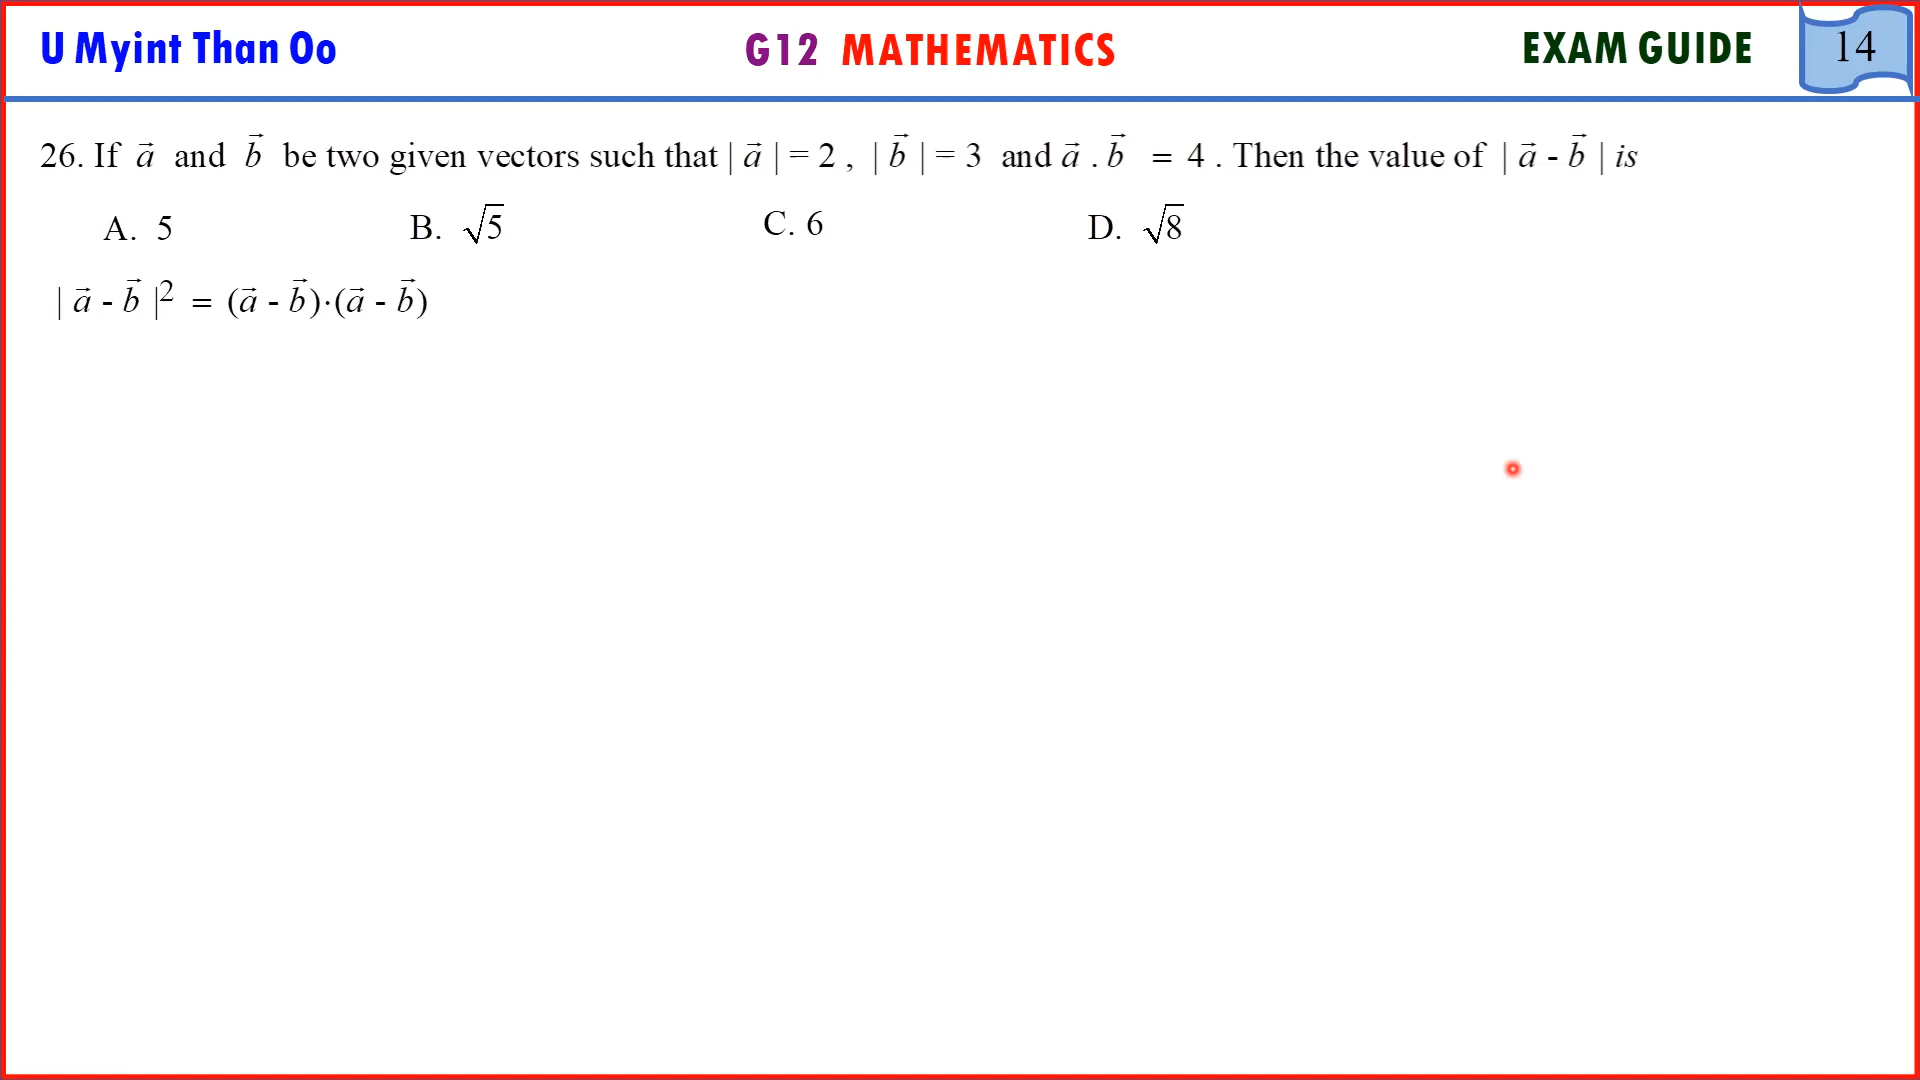 U Myint Than Oo G12 MATHEMATICS EXAM GUIDE 14
26. If a⃗ and b⃗ be two given vectors such that | a⃗ | = 2 , | b⃗ | = 3 and a⃗ . b⃗ = 4 . Then the value of | a⃗ - b⃗ | is
A. 5 B. √5 C. 6 D. √8
| a⃗ - b⃗ |² = (a⃗ - b⃗)·(a⃗ - b⃗)